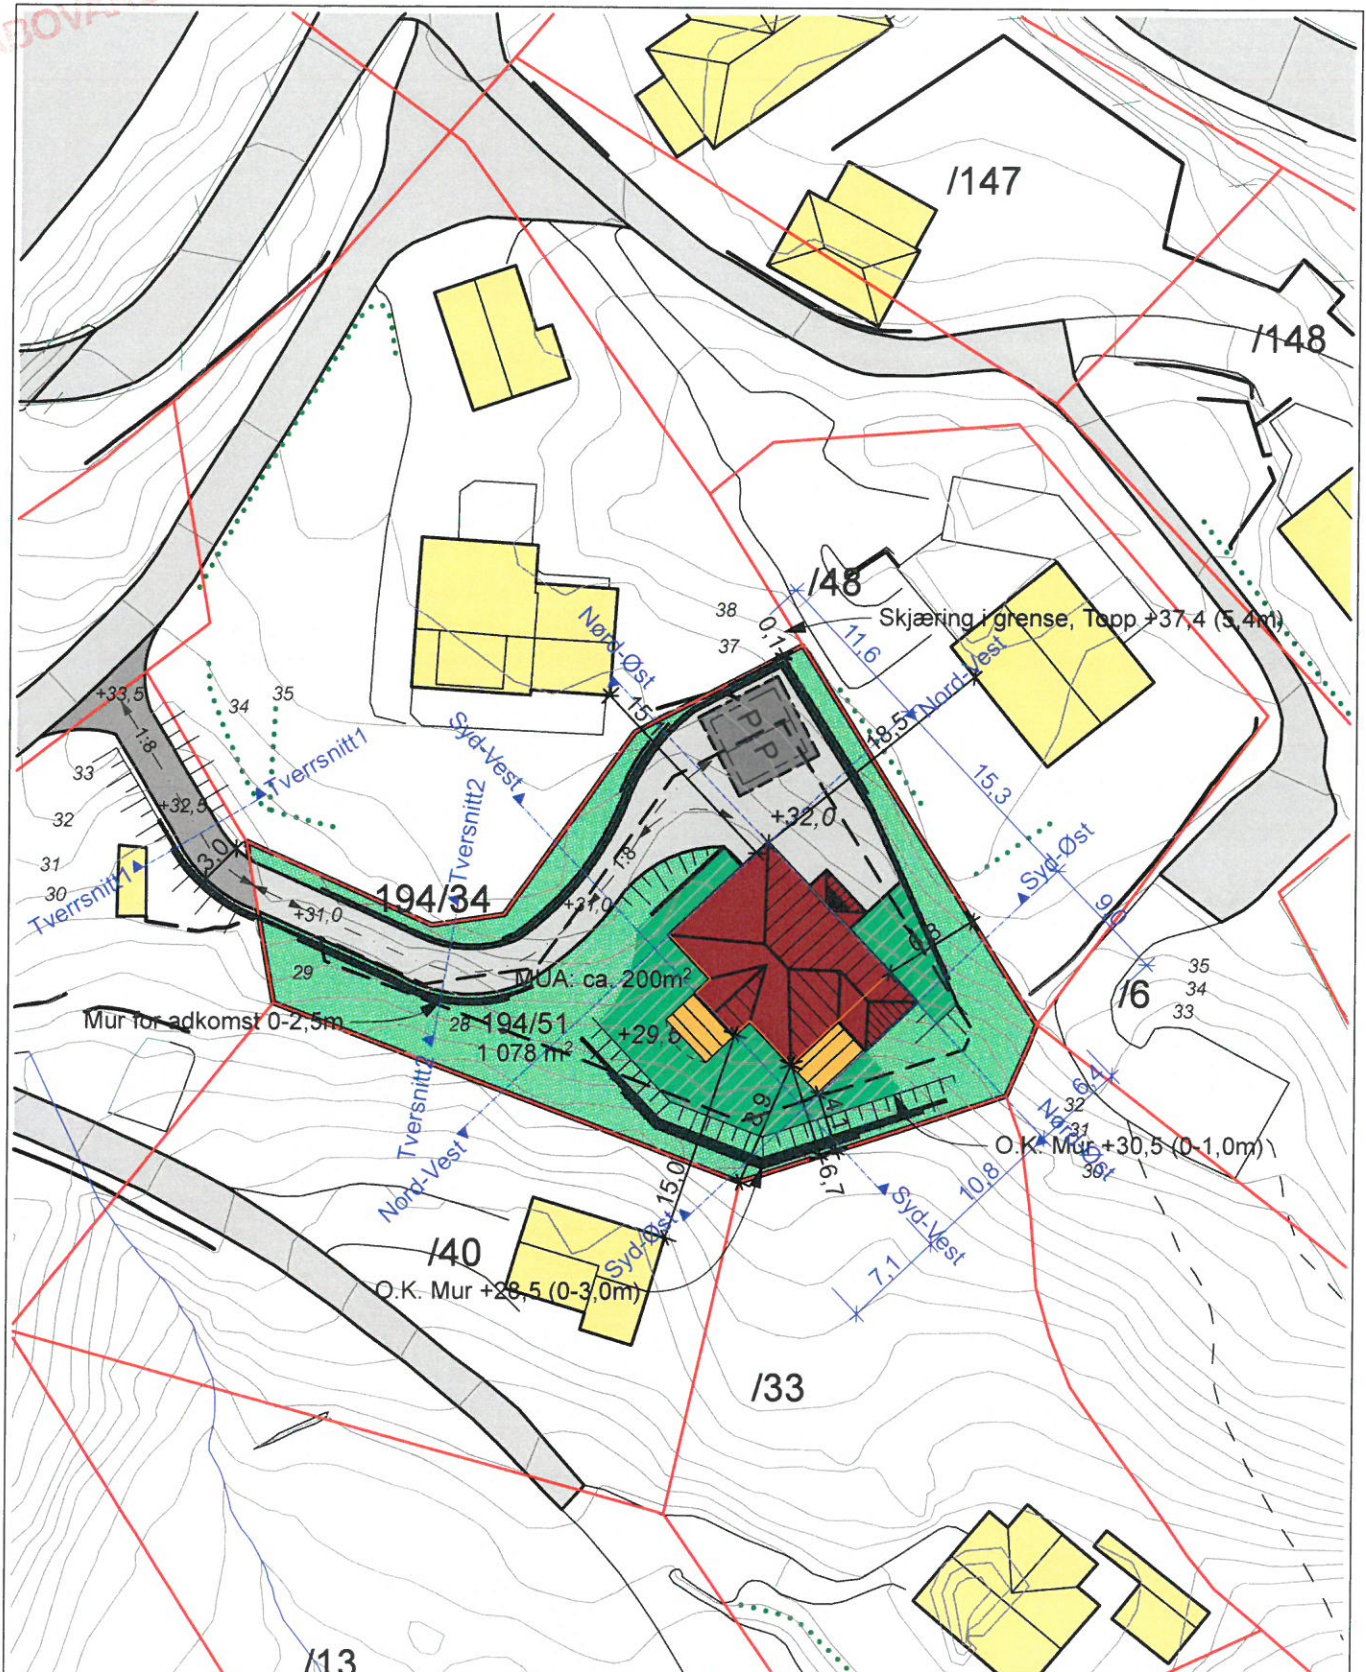 /147
/148
/48
Skjæring i grense, Topp +37,4 (5,4m)
38
37
0,1
11,6
Nord-Øst
Nord-Vest
15,3
18,5
35
34
+33,5
1:8
33
32
31
30
+32,5
3,0
Tverrsnitt1
Tverrsnitt1
Syd-Vest
Tversnitt2
P
P
+32,0
1:8
Syd-Øst
9,0
194/34
+31,0
+31,0
29
MUA: ca. 200m²
Mur for adkomst 0-2,5m
28
194/51
1 078 m²
35
34
33
/6
6,4
32
31
30
Nord-Øst
O.K. Mur +30,5 (0-1,0m)
Tversnitt2
Nord-Vest
15,0
6,7
10,8
Syd-Vest
Syd-Øst
7,1
/40
O.K. Mur +28,5 (0-3,0m)
/33
/13